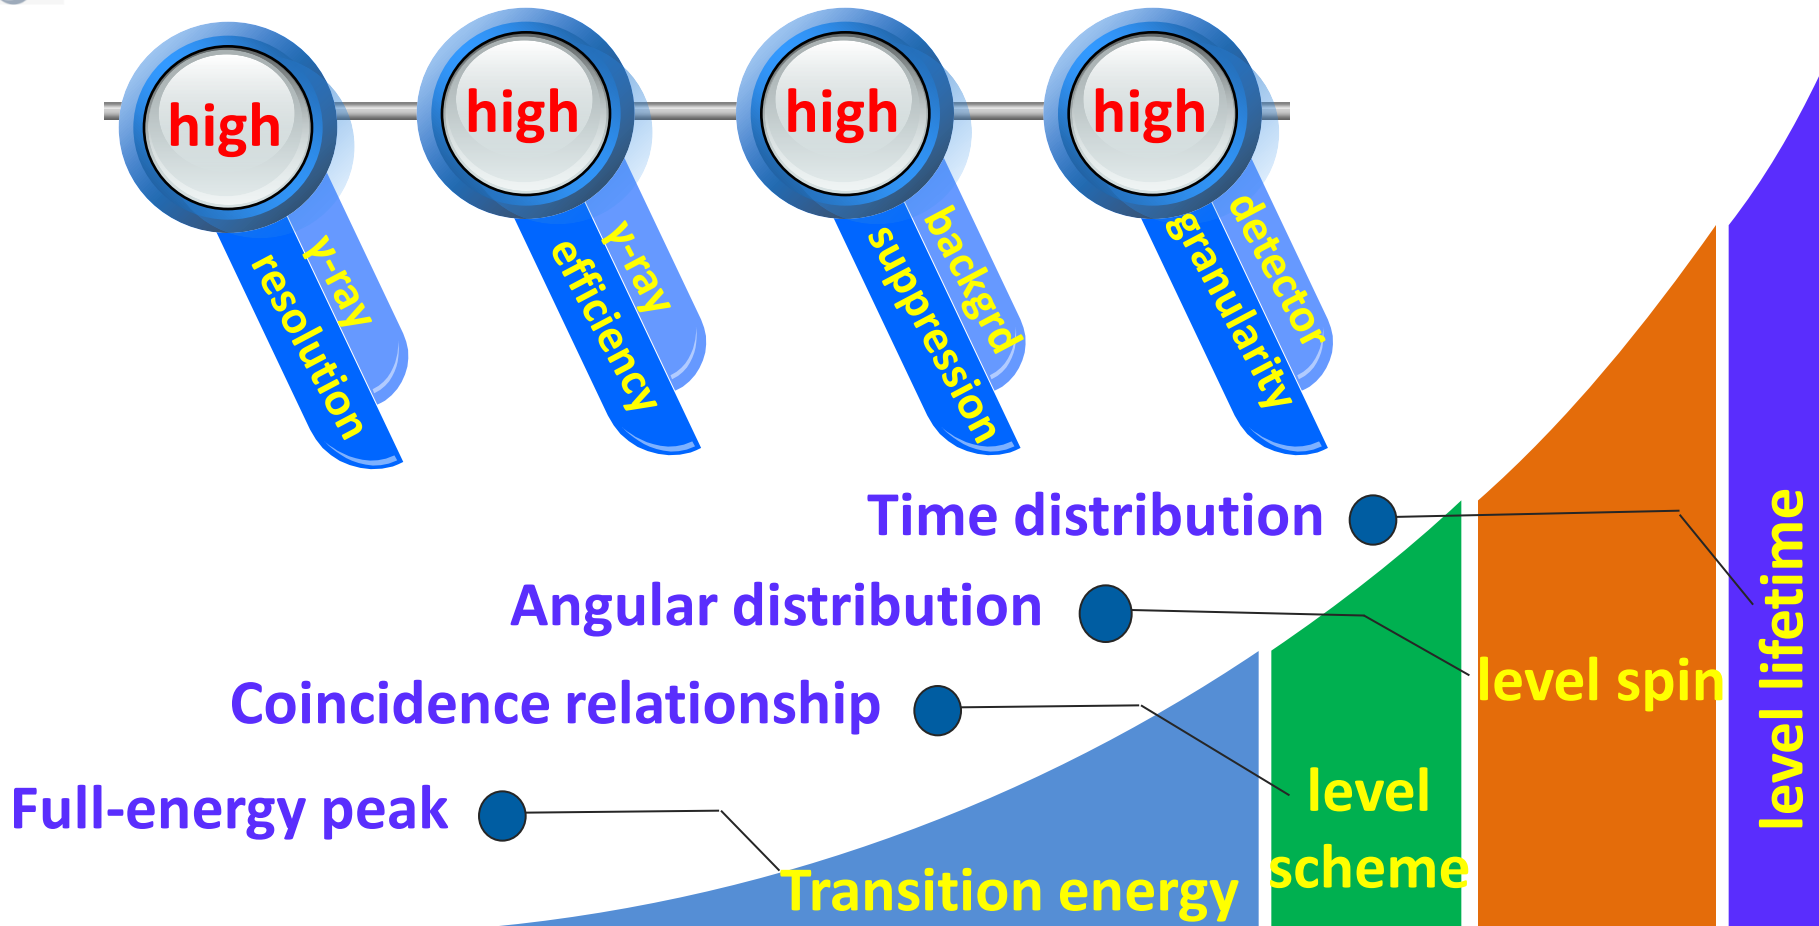 high
high
high
high
γ-ray
resolution
γ-ray
efficiency
backgrd
suppression
detector
granularity
Time distribution
Angular distribution
Coincidence relationship
Full-energy peak
Transition energy
level
scheme
level spin
level lifetime